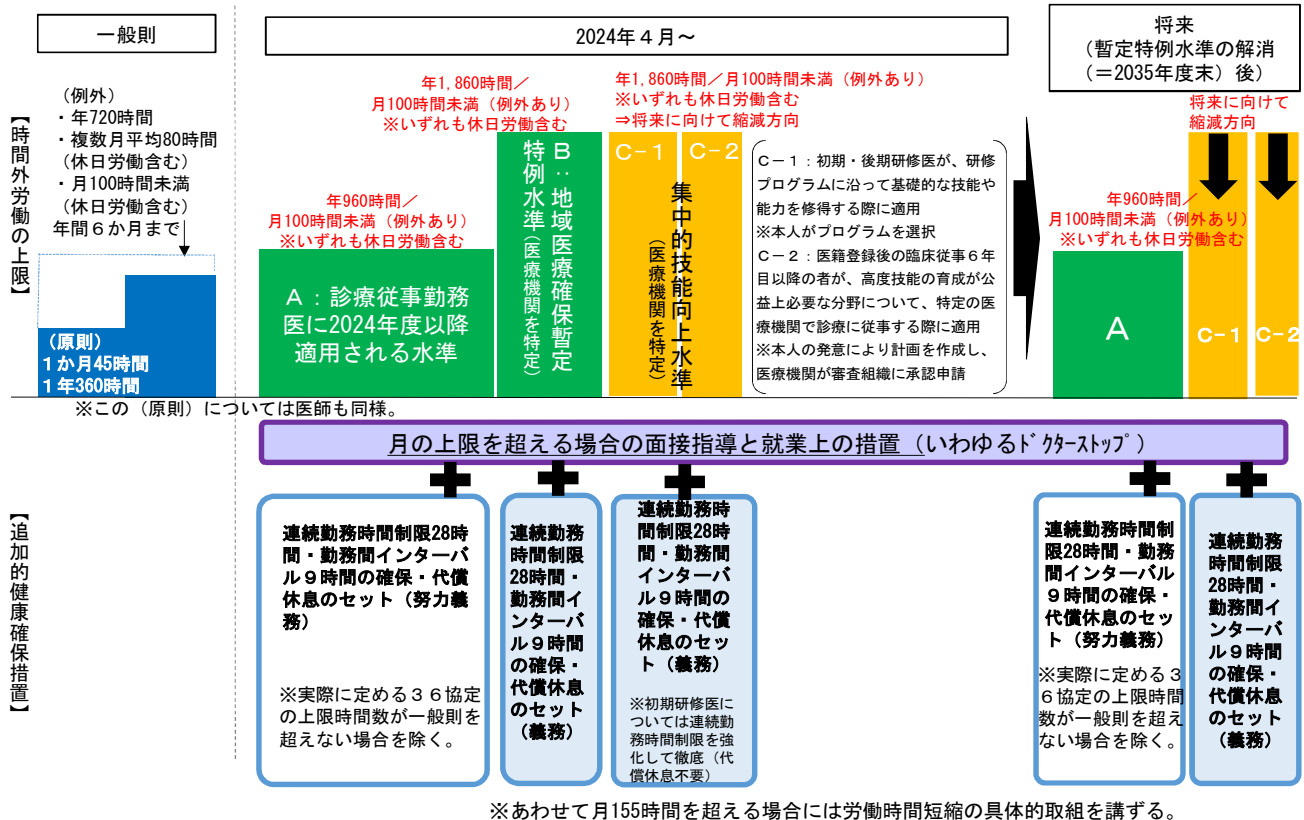 一般則
2024年４月～
将来
（暫定特例水準の解消
（＝2035年度末）後）
【時間外労働の上限】
（例外）
・年720時間
・複数月平均80時間
（休日労働含む）
・月100時間未満
（休日労働含む）
年間６か月まで
（原則）
１か月45時間
１年360時間
※この（原則）については医師も同様。
年960時間／
月100時間未満（例外あり）
※いずれも休日労働含む
Ａ：診療従事勤務
医に2024年度以降
適用される水準
年1,860時間／
月100時間未満（例外あり）
※いずれも休日労働含む
Ｂ：地域医療確保暫定
特例水準（医療機関を特定）
年1,860時間／月100時間未満（例外あり）
※いずれも休日労働含む
⇒将来に向けて縮減方向
Ｃ－１
Ｃ－２
集中的技能向上水準
（医療機関を特定）
Ｃ－１：初期・後期研修医が、研修
プログラムに沿って基礎的な技能や
能力を修得する際に適用
※本人がプログラムを選択
Ｃ－２：医籍登録後の臨床従事６年
目以降の者が、高度技能の育成が公
益上必要な分野について、特定の医
療機関で診療に従事する際に適用
※本人の発意により計画を作成し、
医療機関が審査組織に承認申請
年960時間／
月100時間未満（例外あり）
※いずれも休日労働含む
Ａ
将来に向けて
縮減方向
Ｃ－１
Ｃ－２
月の上限を超える場合の面接指導と就業上の措置（いわゆるﾄﾞｸﾀｰｽﾄｯﾌﾟ）
【追加的健康確保措置】
連続勤務時間制限28時
間・勤務間インターバ
ル９時間の確保・代償
休息のセット（努力義
務）
※実際に定める３６協定
の上限時間数が一般則を
超えない場合を除く。
連続勤務
時間制限
28時間・
勤務間イ
ンターバ
ル９時間
の確保・
代償休息
のセット
（義務）
連続勤務時
間制限28時
間・勤務間
インターバ
ル９時間の
確保・代償
休息のセッ
ト（義務）
※初期研修医に
ついては連続勤
務時間制限を強
化して徹底（代
償休息不要）
連続勤務時間制
限28時間・勤務
間インターバル
９時間の確保・
代償休息のセッ
ト（努力義務）
※実際に定める３
６協定の上限時間
数が一般則を超え
ない場合を除く。
連続勤務
時間制限
28時間・
勤務間イ
ンターバ
ル９時間
の確保・
代償休息
のセット
（義務）
※あわせて月155時間を超える場合には労働時間短縮の具体的取組を講ずる。